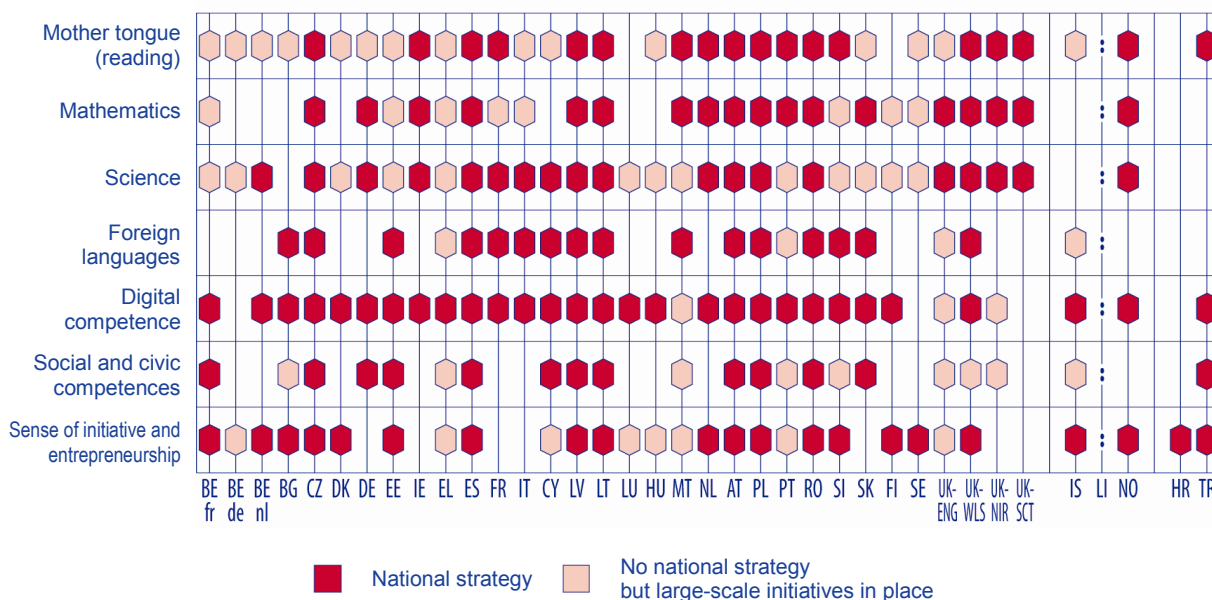 Mother tongue
(reading)
Mathematics
Science
Foreign
languages
Digital
competence
Social and civic
competences
Sense of initiative and
entrepreneurship
BE fr BE de BE nl BG CZ DK DE EE IE EL ES FR IT CY LV LT LU HU MT NL AT PL PT RO SI SK FI SE UK-ENG UK-WLS UK-NIR UK-SCT IS LI NO HR TR
National strategy
No national strategy
but large-scale initiatives in place